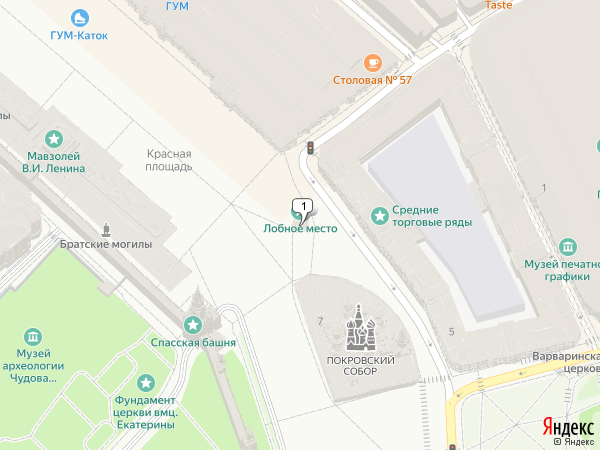 ГУМ
Taste
ГУМ-Каток
Столовая № 57
Мавзолей
В.И. Ленина
Красная
площадь
1
1
Лобное место
Средние
торговые ряды
Братские могилы
Музей печатно
графики
7
5
Спасская башня
ПОКРОВСКИЙ
СОБОР
Музей
археологии
Чудова...
Варваринска
церков
Фундамент
церкви вмц.
Екатерины
Яндекс
© Яндекс